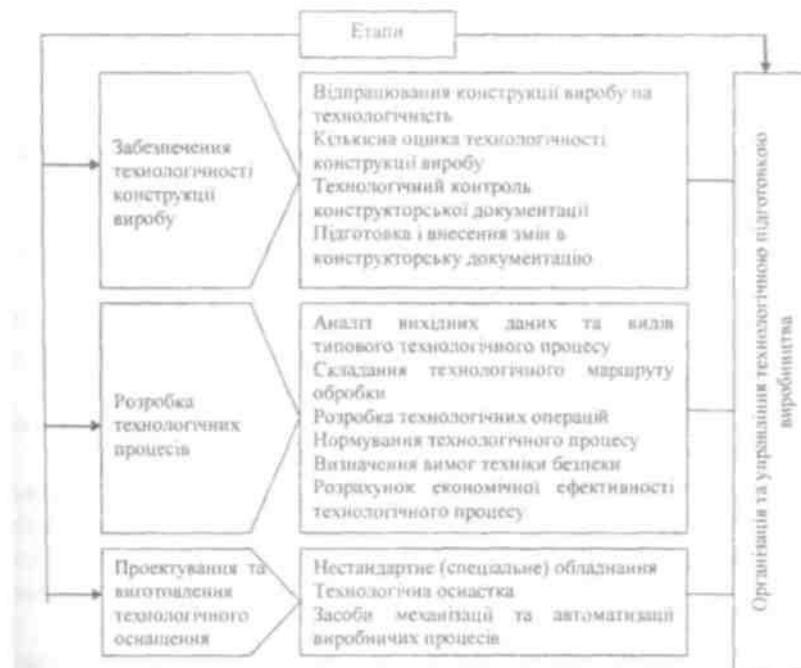 Етапи
Забезпечення
технологічності
конструкції
виробу
Відпрацювання конструкції виробу на
технологічність
Кількісна оцінка технологічності
конструкції виробу
Технологічний контроль
конструкторської документації
Підготовка і внесення змін в
конструкторську документацію
Розробка
технологічних
процесів
Аналіт вихідних даних та видів
типового технологічного процесу
Складання технологічного маршруту
обробки
Розробка технологічних операцій
Нормування технологічного процесу
Визначення вимог техніки безпеки
Розрахунок економічної ефективності
технологічного процесу
Проектування та
виготовлення
технологічного
оснащення
Нестандартне (спеціальне) обладнання
Технологічна оснастка
Засоби механізації та автоматизації
виробничих процесів
Організація та управління технологічною підготовкою
виробництва